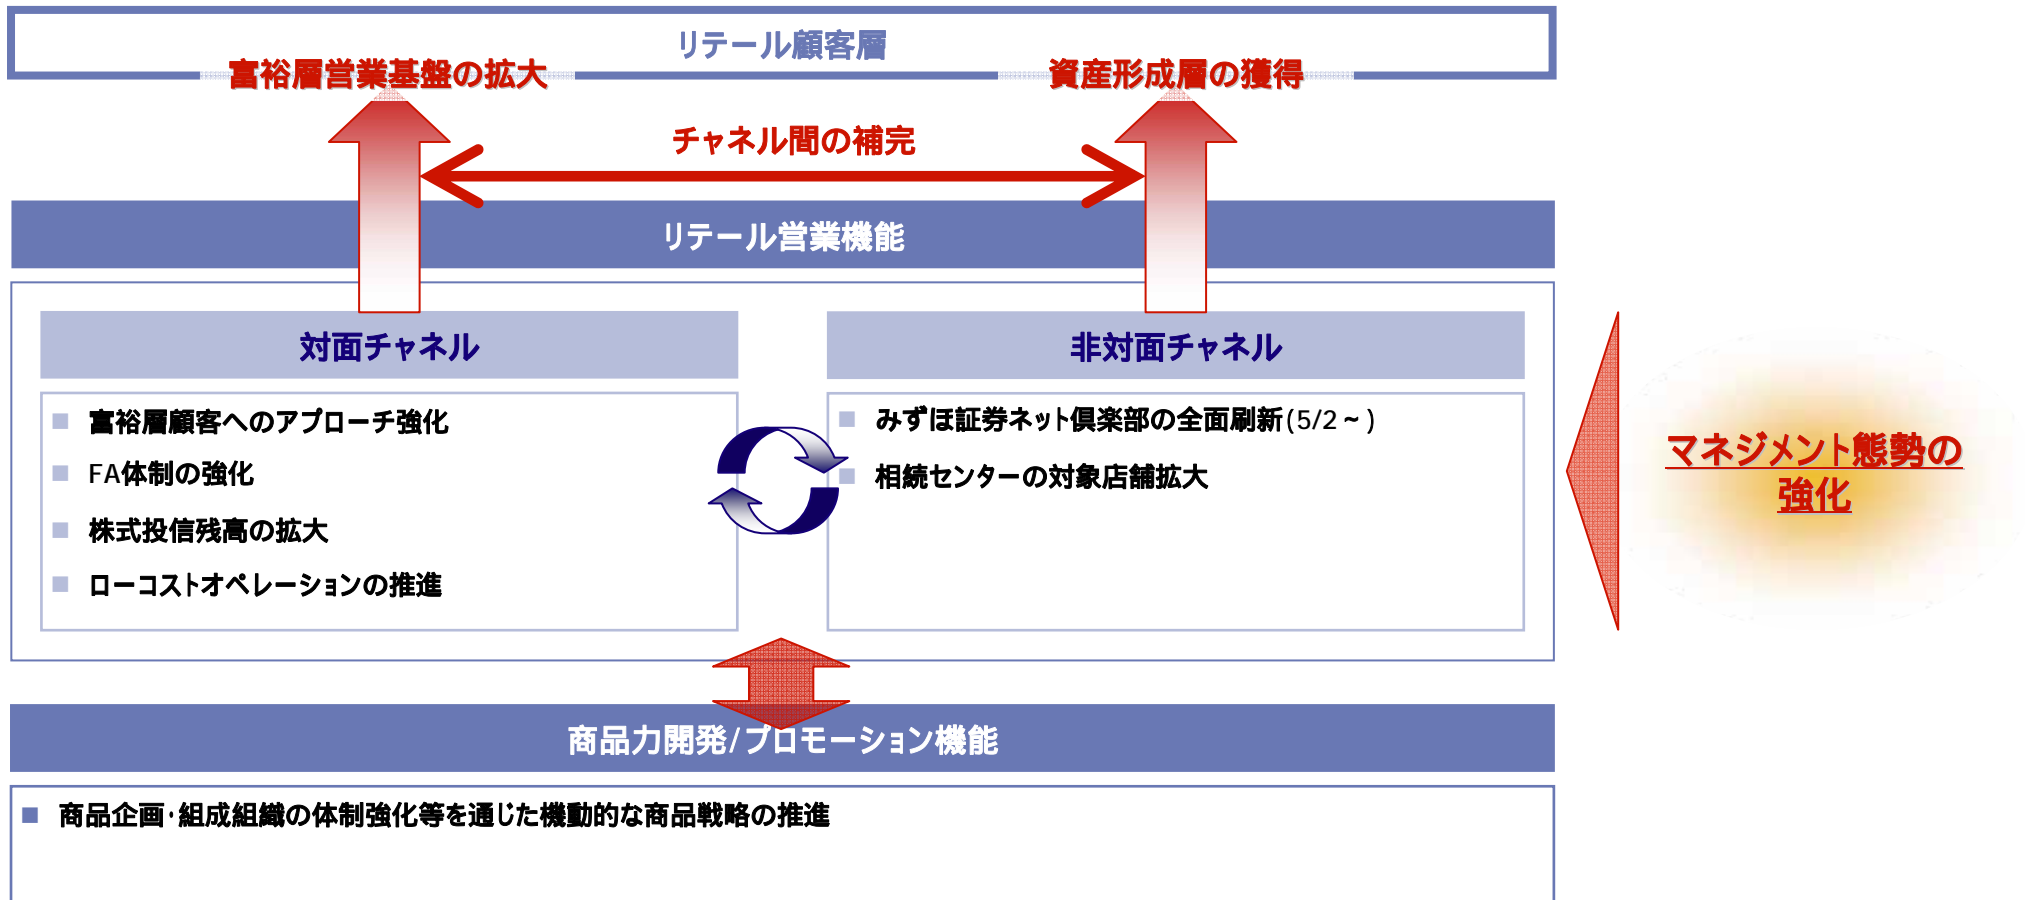 リテール顧客層
富裕層営業基盤の拡大
資産形成層の獲得
チャネル間の補完
リテール営業機能
対面チャネル
富裕層顧客へのアプローチ強化
FA体制の強化
株式投信残高の拡大
ローコストオペレーションの推進
非対面チャネル
みずほ証券ネット倶楽部の全面刷新(5/2～)
相続センターの対象店舗拡大
マネジメント態勢の
強化
商品力開発/プロモーション機能
商品企画・組成組織の体制強化等を通じた機動的な商品戦略の推進